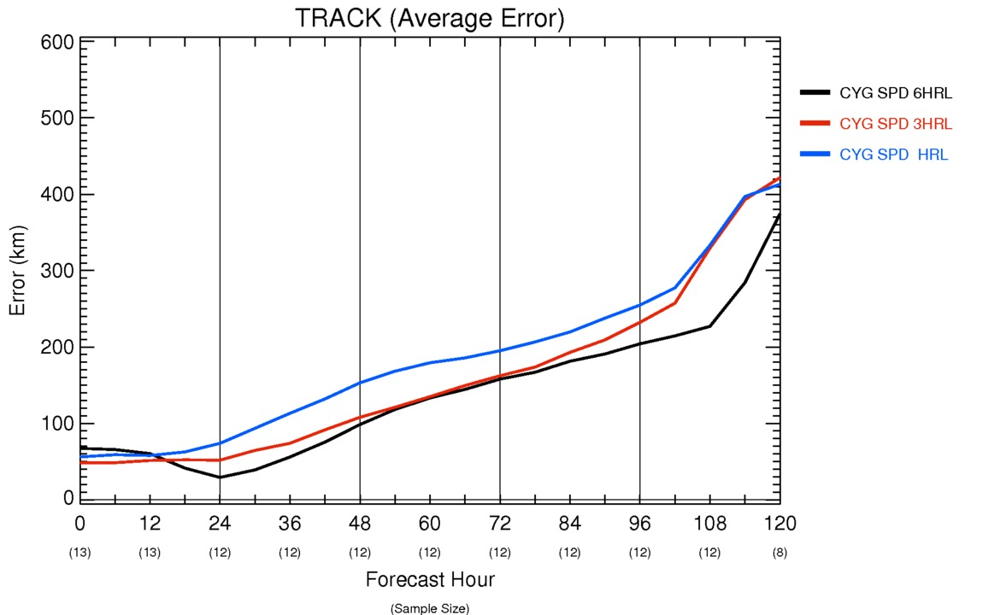 TRACK (Average Error)
600
500
400
300
200
100
0
Error (km)
CYG SPD 6HRL
CYG SPD 3HRL
CYG SPD  HRL
0 12 24 36 48 60 72 84 96 108 120
(13) (13) (12) (12) (12) (12) (12) (12) (12) (12) (8)
Forecast Hour
(Sample Size)